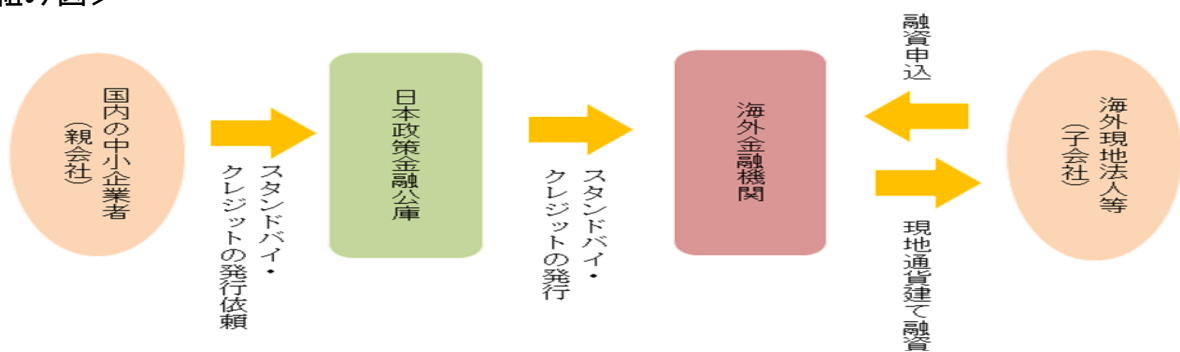 国内の中小企業者
（親会社）
スタンドバイ・
クレジットの発行依頼
日本政策金融公庫
スタンドバイ・
クレジットの発行
海外金融機関
融資申込
現地通貨建て融資
海外現地法人等
（子会社）